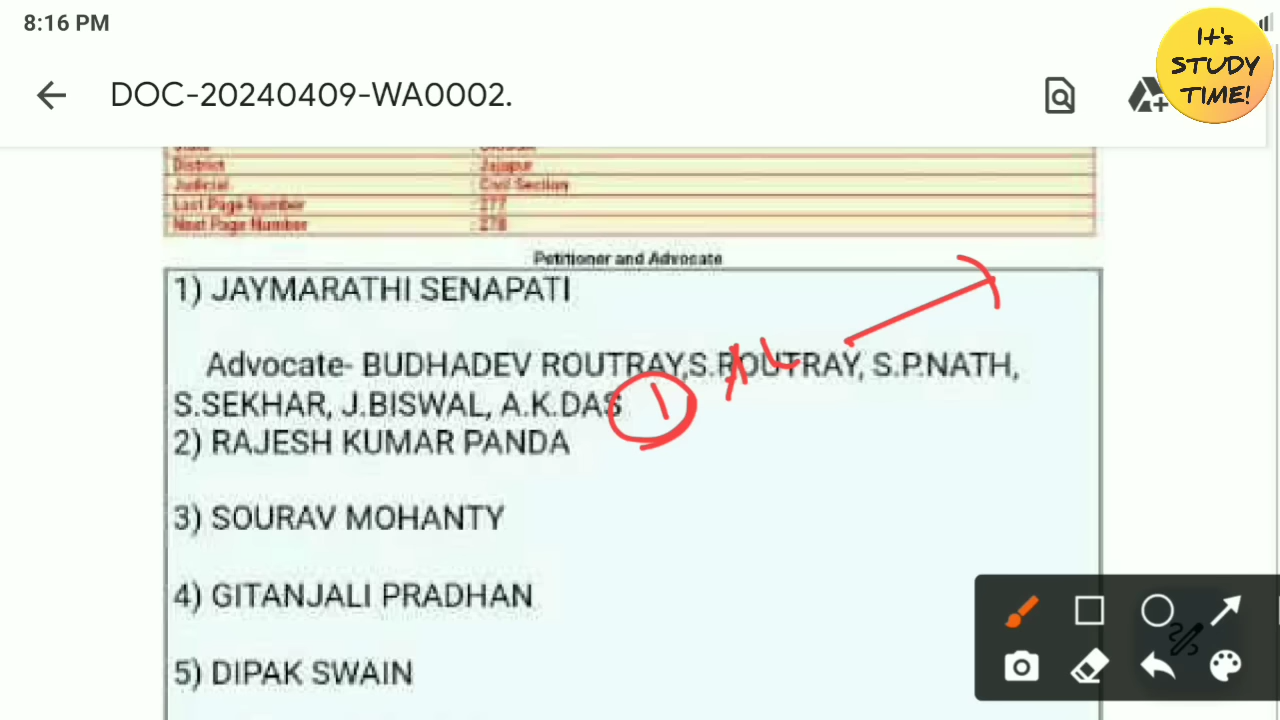 8:16 PM
It's
STUDY
TIME!
DOC-20240409-WA0002.
District : Jajapur
Judicial : Civil Section
Last Page Number : 277
Next Page Number : 278
Petitioner and Advocate
1) JAYMARATHI SENAPATI
Advocate- BUDHADEV ROUTRAY,S.ROUTRAY, S.P.NATH,
S.SEKHAR, J.BISWAL, A.K.DAS
1
2) RAJESH KUMAR PANDA
3) SOURAV MOHANTY
4) GITANJALI PRADHAN
5) DIPAK SWAIN